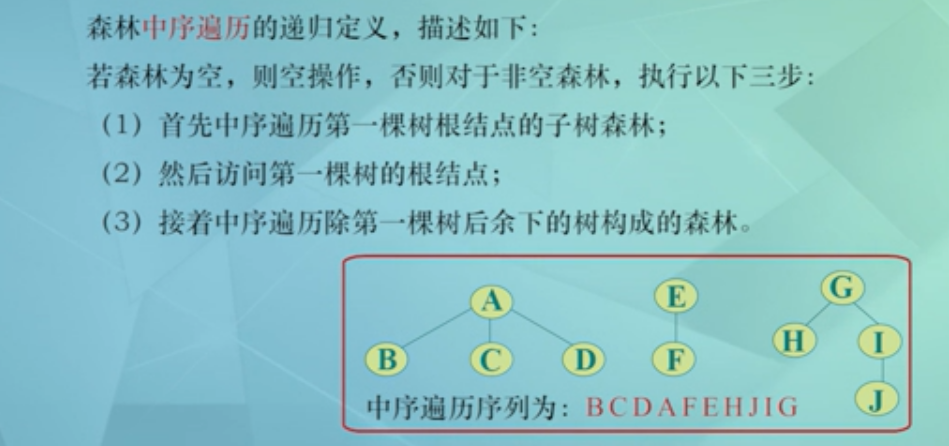 森林中序遍历的递归定义，描述如下：
若森林为空，则空操作，否则对于非空森林，执行以下三步：
（1）首先中序遍历第一棵树根结点的子树森林；
（2）然后访问第一棵树的根结点；
（3）接着中序遍历除第一棵树后余下的树构成的森林。
A E G
B C D F H I
J
中序遍历序列为：BCDAFEHJIG